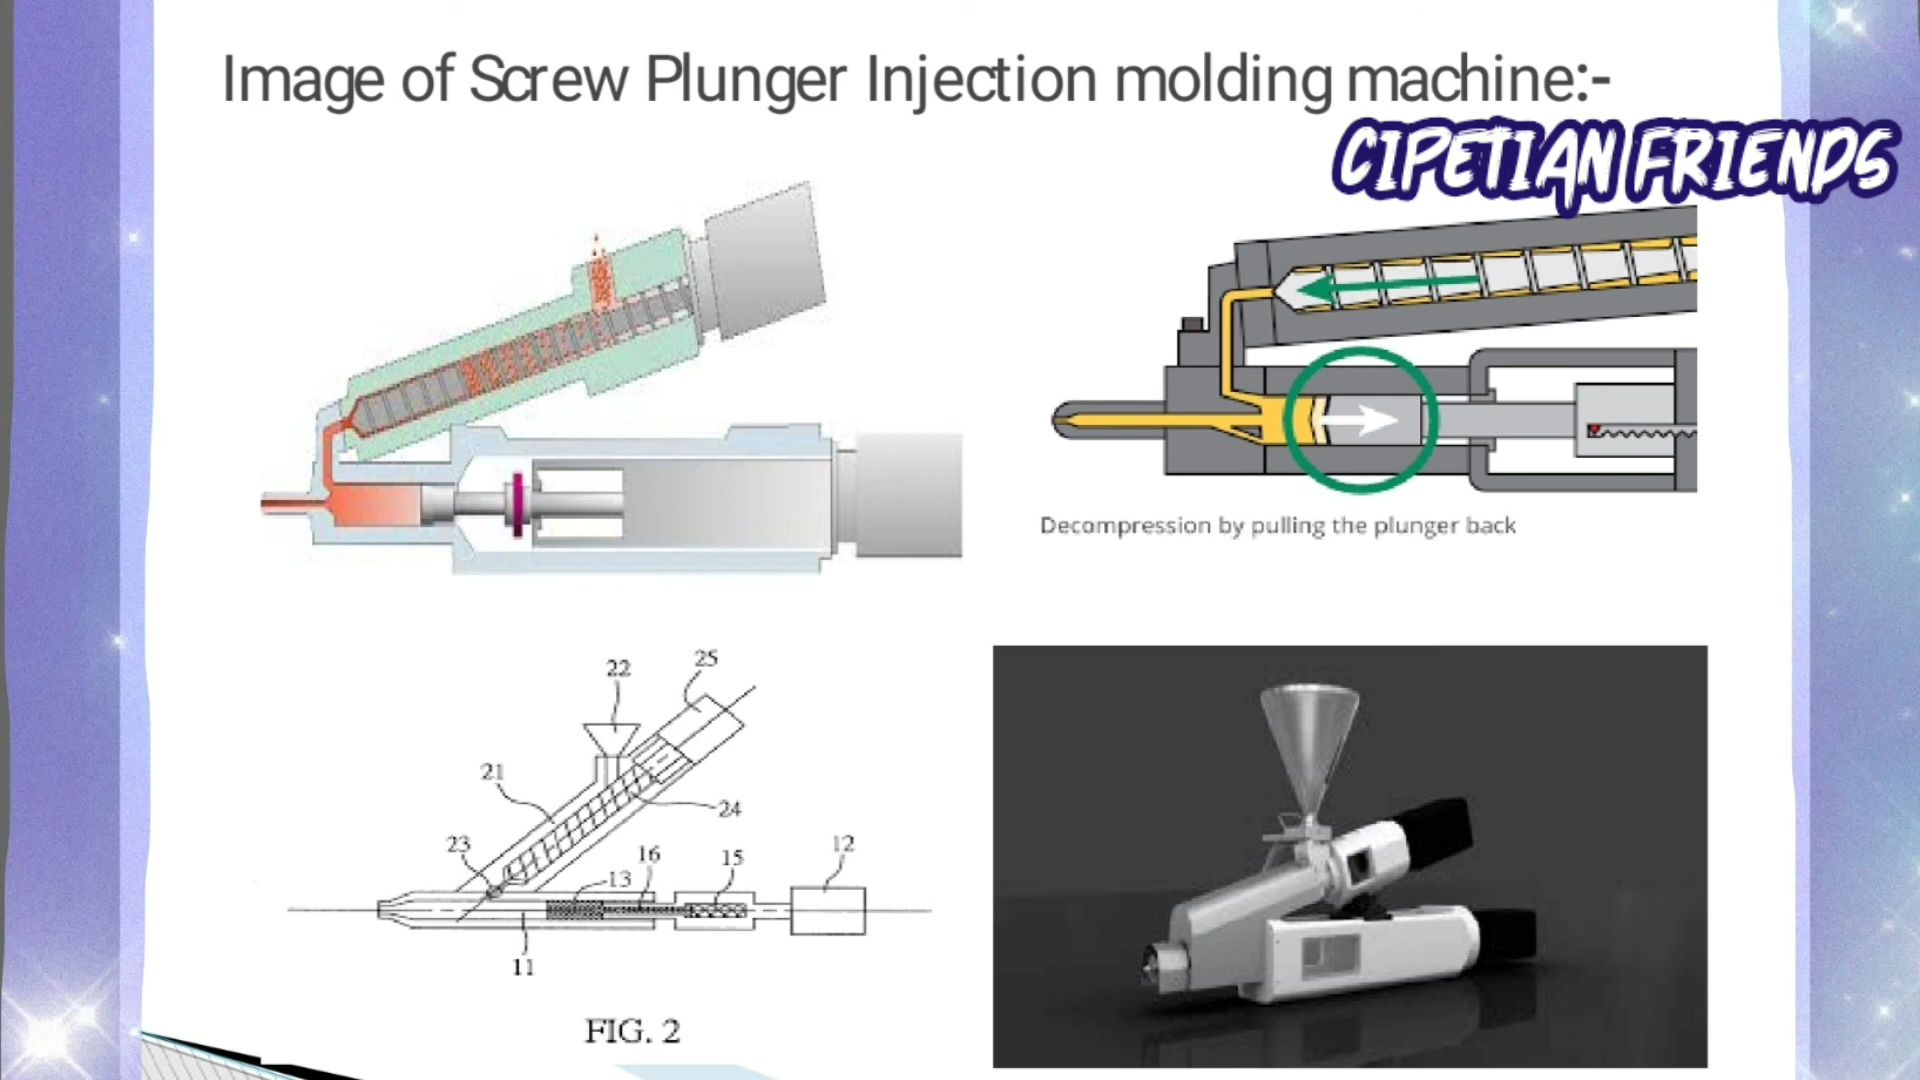 Image of Screw Plunger Injection molding machine:-
CIPETIAN FRIENDS
Decompression by pulling the plunger back
22
25
21
24
23
16
15
12
13
11
FIG. 2